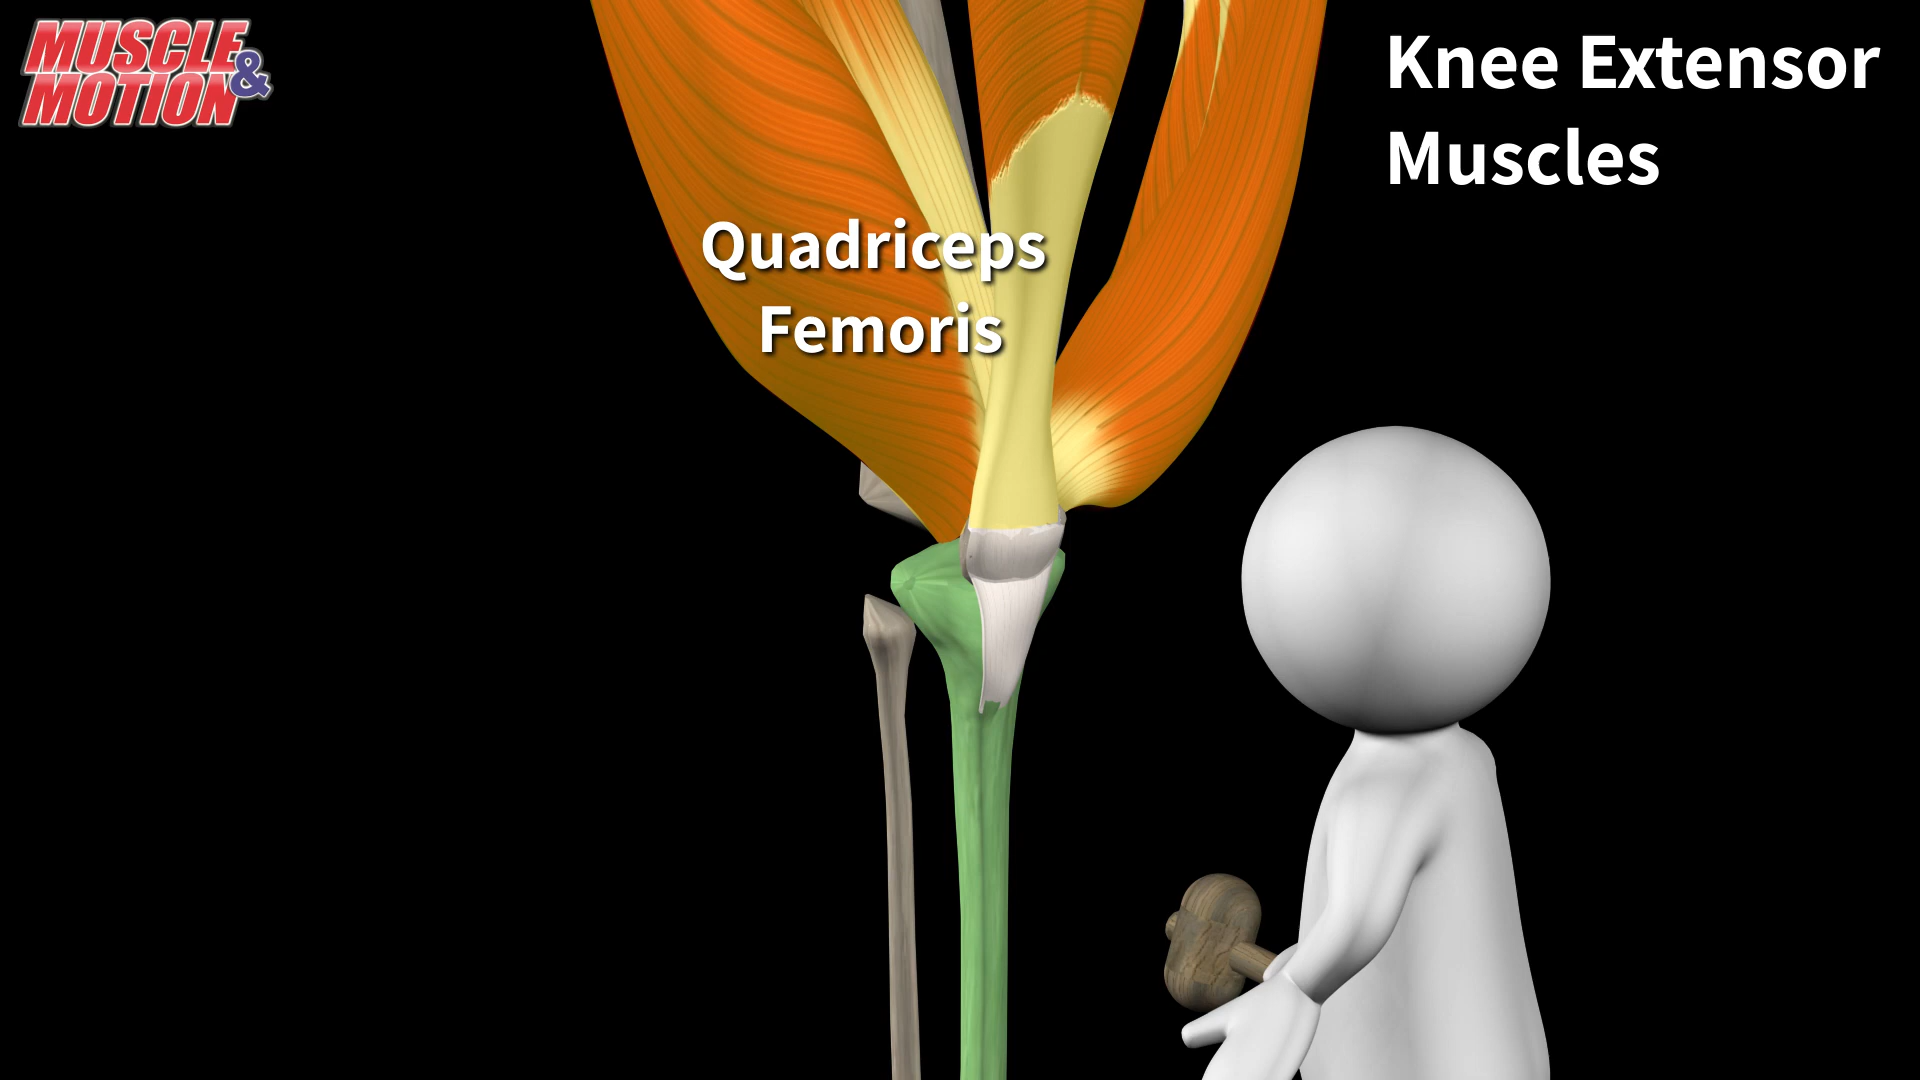 MUSCLE
& MOTION
Knee Extensor
Muscles
Quadriceps
Femoris